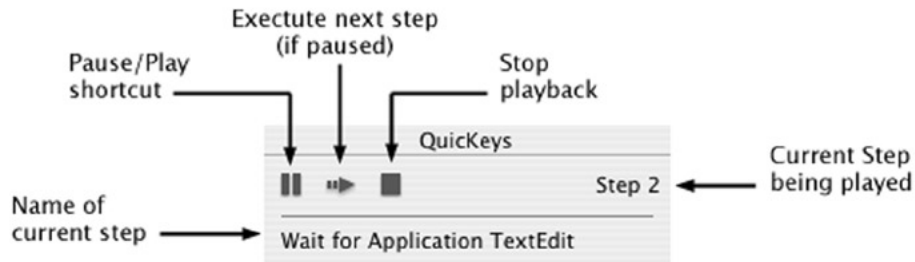 Exectute next step
(if paused)
Pause/Play
shortcut
Stop
playback
QuicKeys
Step 2
Current Step
being played
Name of
current step
Wait for Application TextEdit